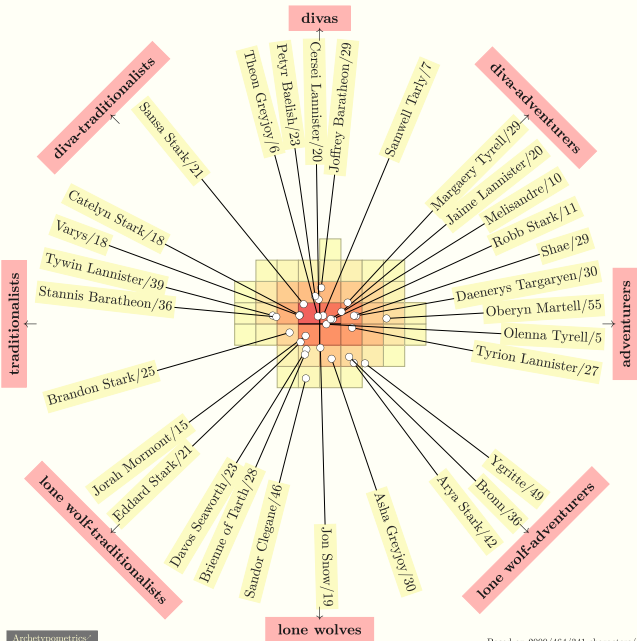 divas
diva-traditionalists
Sansa Stark/21
Theon Greyjoy/6
Petyr Baelish/23
Cersei Lannister/20
Joffrey Baratheon/29
Samwell Tarly/7
diva-adventurers
Margaery Tyrell/29
Jaime Lannister/20
Melisandre/10
Robb Stark/11
Shae/29
Daenerys Targaryen/30
Oberyn Martell/55
Olenna Tyrell/5
Tyrion Lannister/27
adventurers
Catelyn Stark/18
Varys/18
Tywin Lannister/39
Stannis Baratheon/36
traditionalists
Brandon Stark/25
Jorah Mormont/15
Eddard Stark/21
lone wolf-traditionalists
Davos Seaworth/23
Brienne of Tarth/28
Sandor Clegane/46
Jon Snow/19
Asha Greyjoy/30
Arya Stark/42
Bronn/36
Ygritte/49
lone wolf-adventurers
lone wolves
Archetypometrics